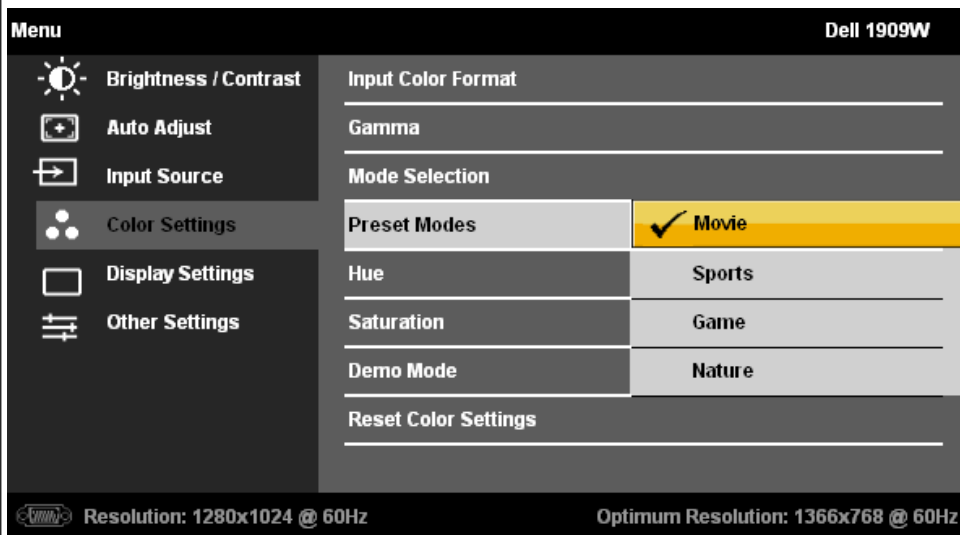 Menu Dell 1909W
Brightness / Contrast Input Color Format
Auto Adjust Gamma
Input Source Mode Selection
Color Settings Preset Modes Movie
Display Settings Hue Sports
Other Settings Saturation Game
Demo Mode Nature
Reset Color Settings
Resolution: 1280x1024 @ 60Hz Optimum Resolution: 1366x768 @ 60Hz